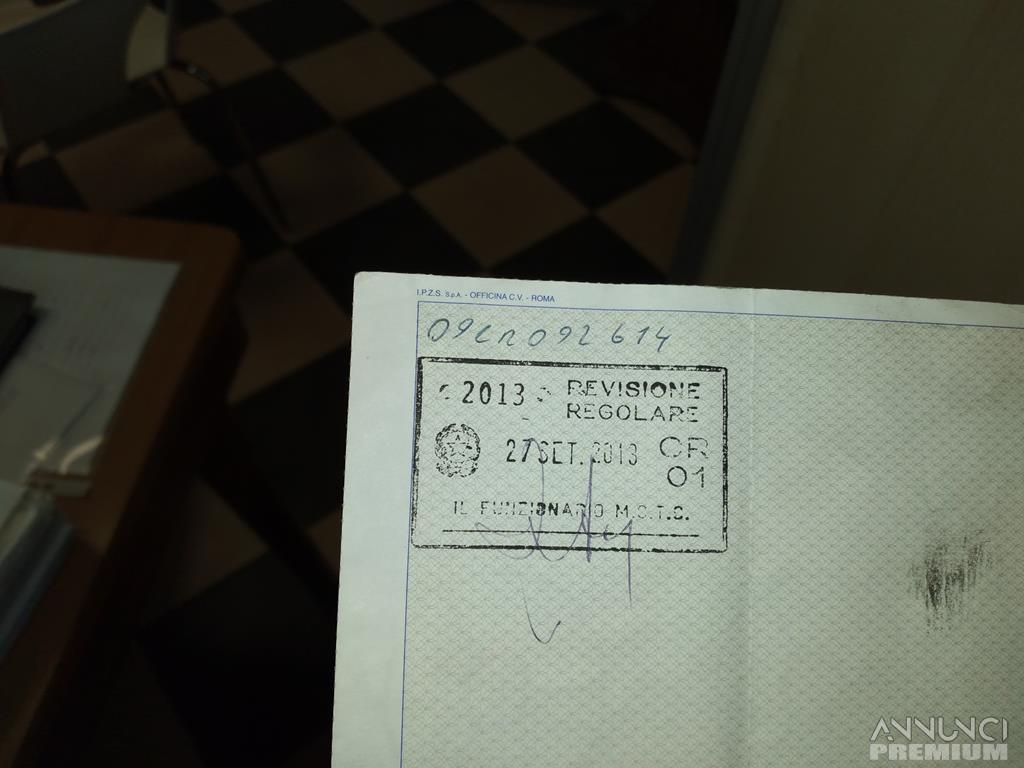 I.P.Z.S. S.p.A. - OFFICINA C.V. - ROMA
09CR092614
2013 REVISIONE
REGOLARE
27 SET. 2013 CR
01
IL FUNZIONARIO M.C.T.C.
ANNUNCI
PREMIUM